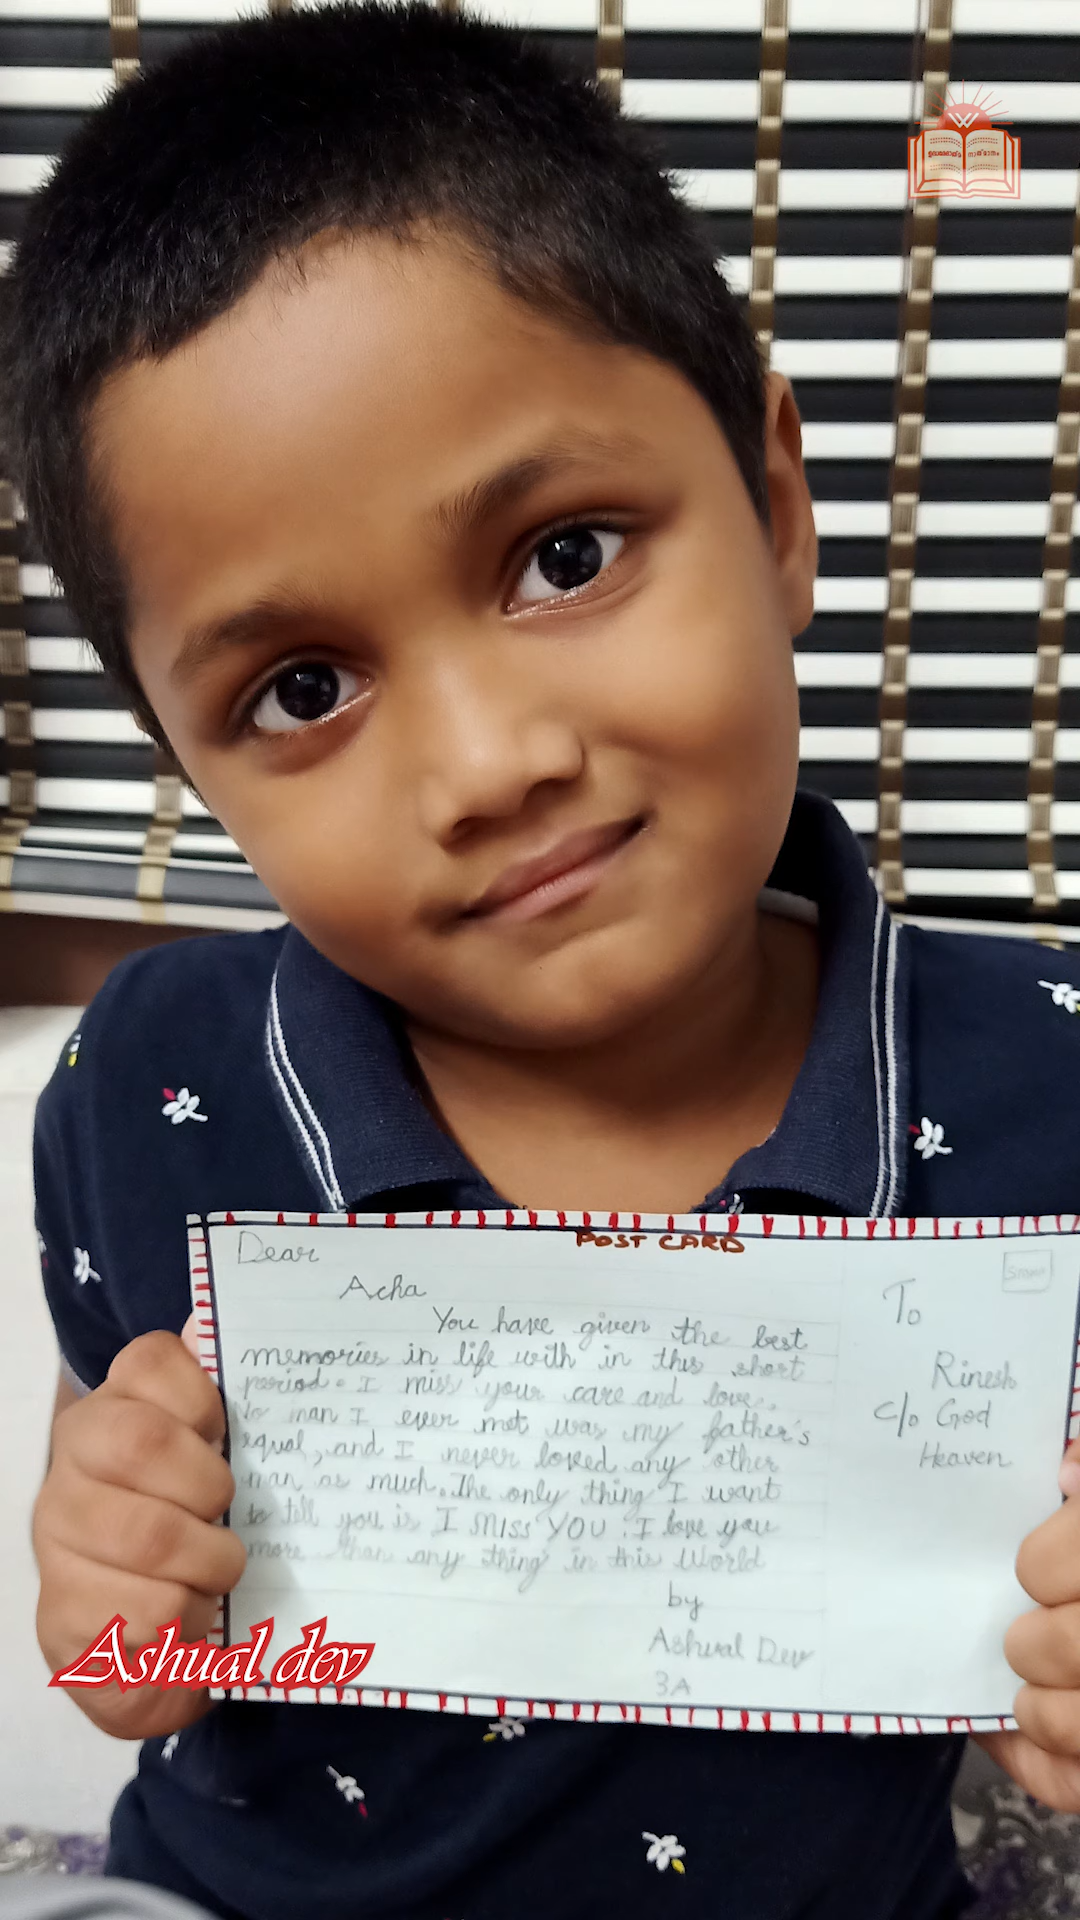 POST CARD
Dear
Acha
You have given the best
memories in life with in this short
period. I miss your care and love.
No man I ever met was my father's
equal, and I never loved any other
man as much. The only thing I want
to tell you is I MISS YOU. I love you
more than any thing in this World
by
Ashual Dev
3A
To
Rinesh
c/o God
Heaven
Ashual dev